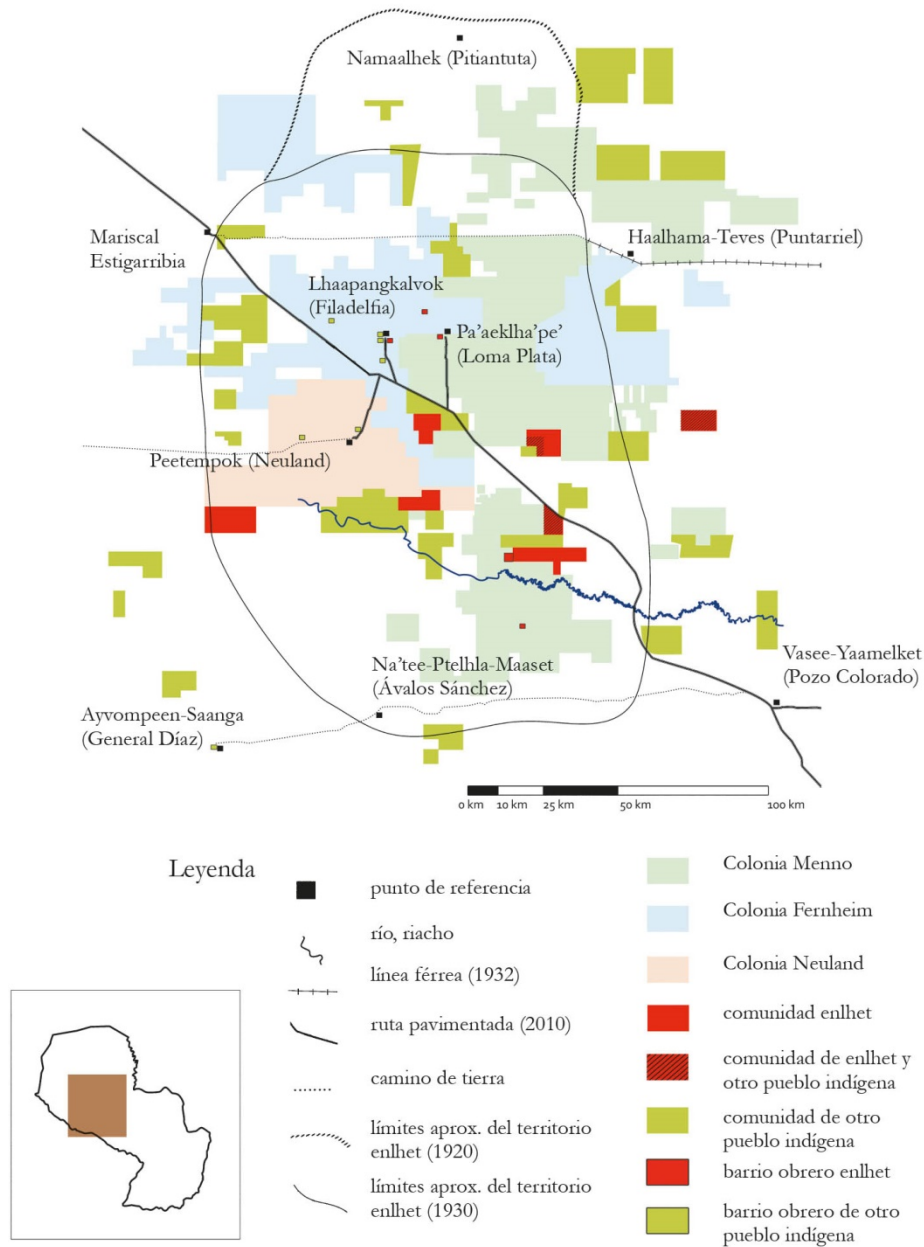 Namaalhek (Pitiantuta)
Mariscal
Estigarribia
Haalhama-Teves (Puntarriel)
Lhaapangkalvok
(Filadelfia)
Pa'aeklha'pe'
(Loma Plata)
Peetempok (Neuland)
Na'tee-Ptelhla-Maaset
(Ávalos Sánchez)
Vasee-Yaamelket
(Pozo Colorado)
Ayvompeen-Saanga
(General Díaz)
0 km 10 km 25 km 50 km 100 km
Leyenda
punto de referencia
río, riacho
línea férrea (1932)
ruta pavimentada (2010)
camino de tierra
límites aprox. del territorio
enlhet (1920)
límites aprox. del territorio
enlhet (1930)
Colonia Menno
Colonia Fernheim
Colonia Neuland
comunidad enlhet
comunidad de enlhet y
otro pueblo indígena
comunidad de otro
pueblo indígena
barrio obrero enlhet
barrio obrero de otro
pueblo indígena